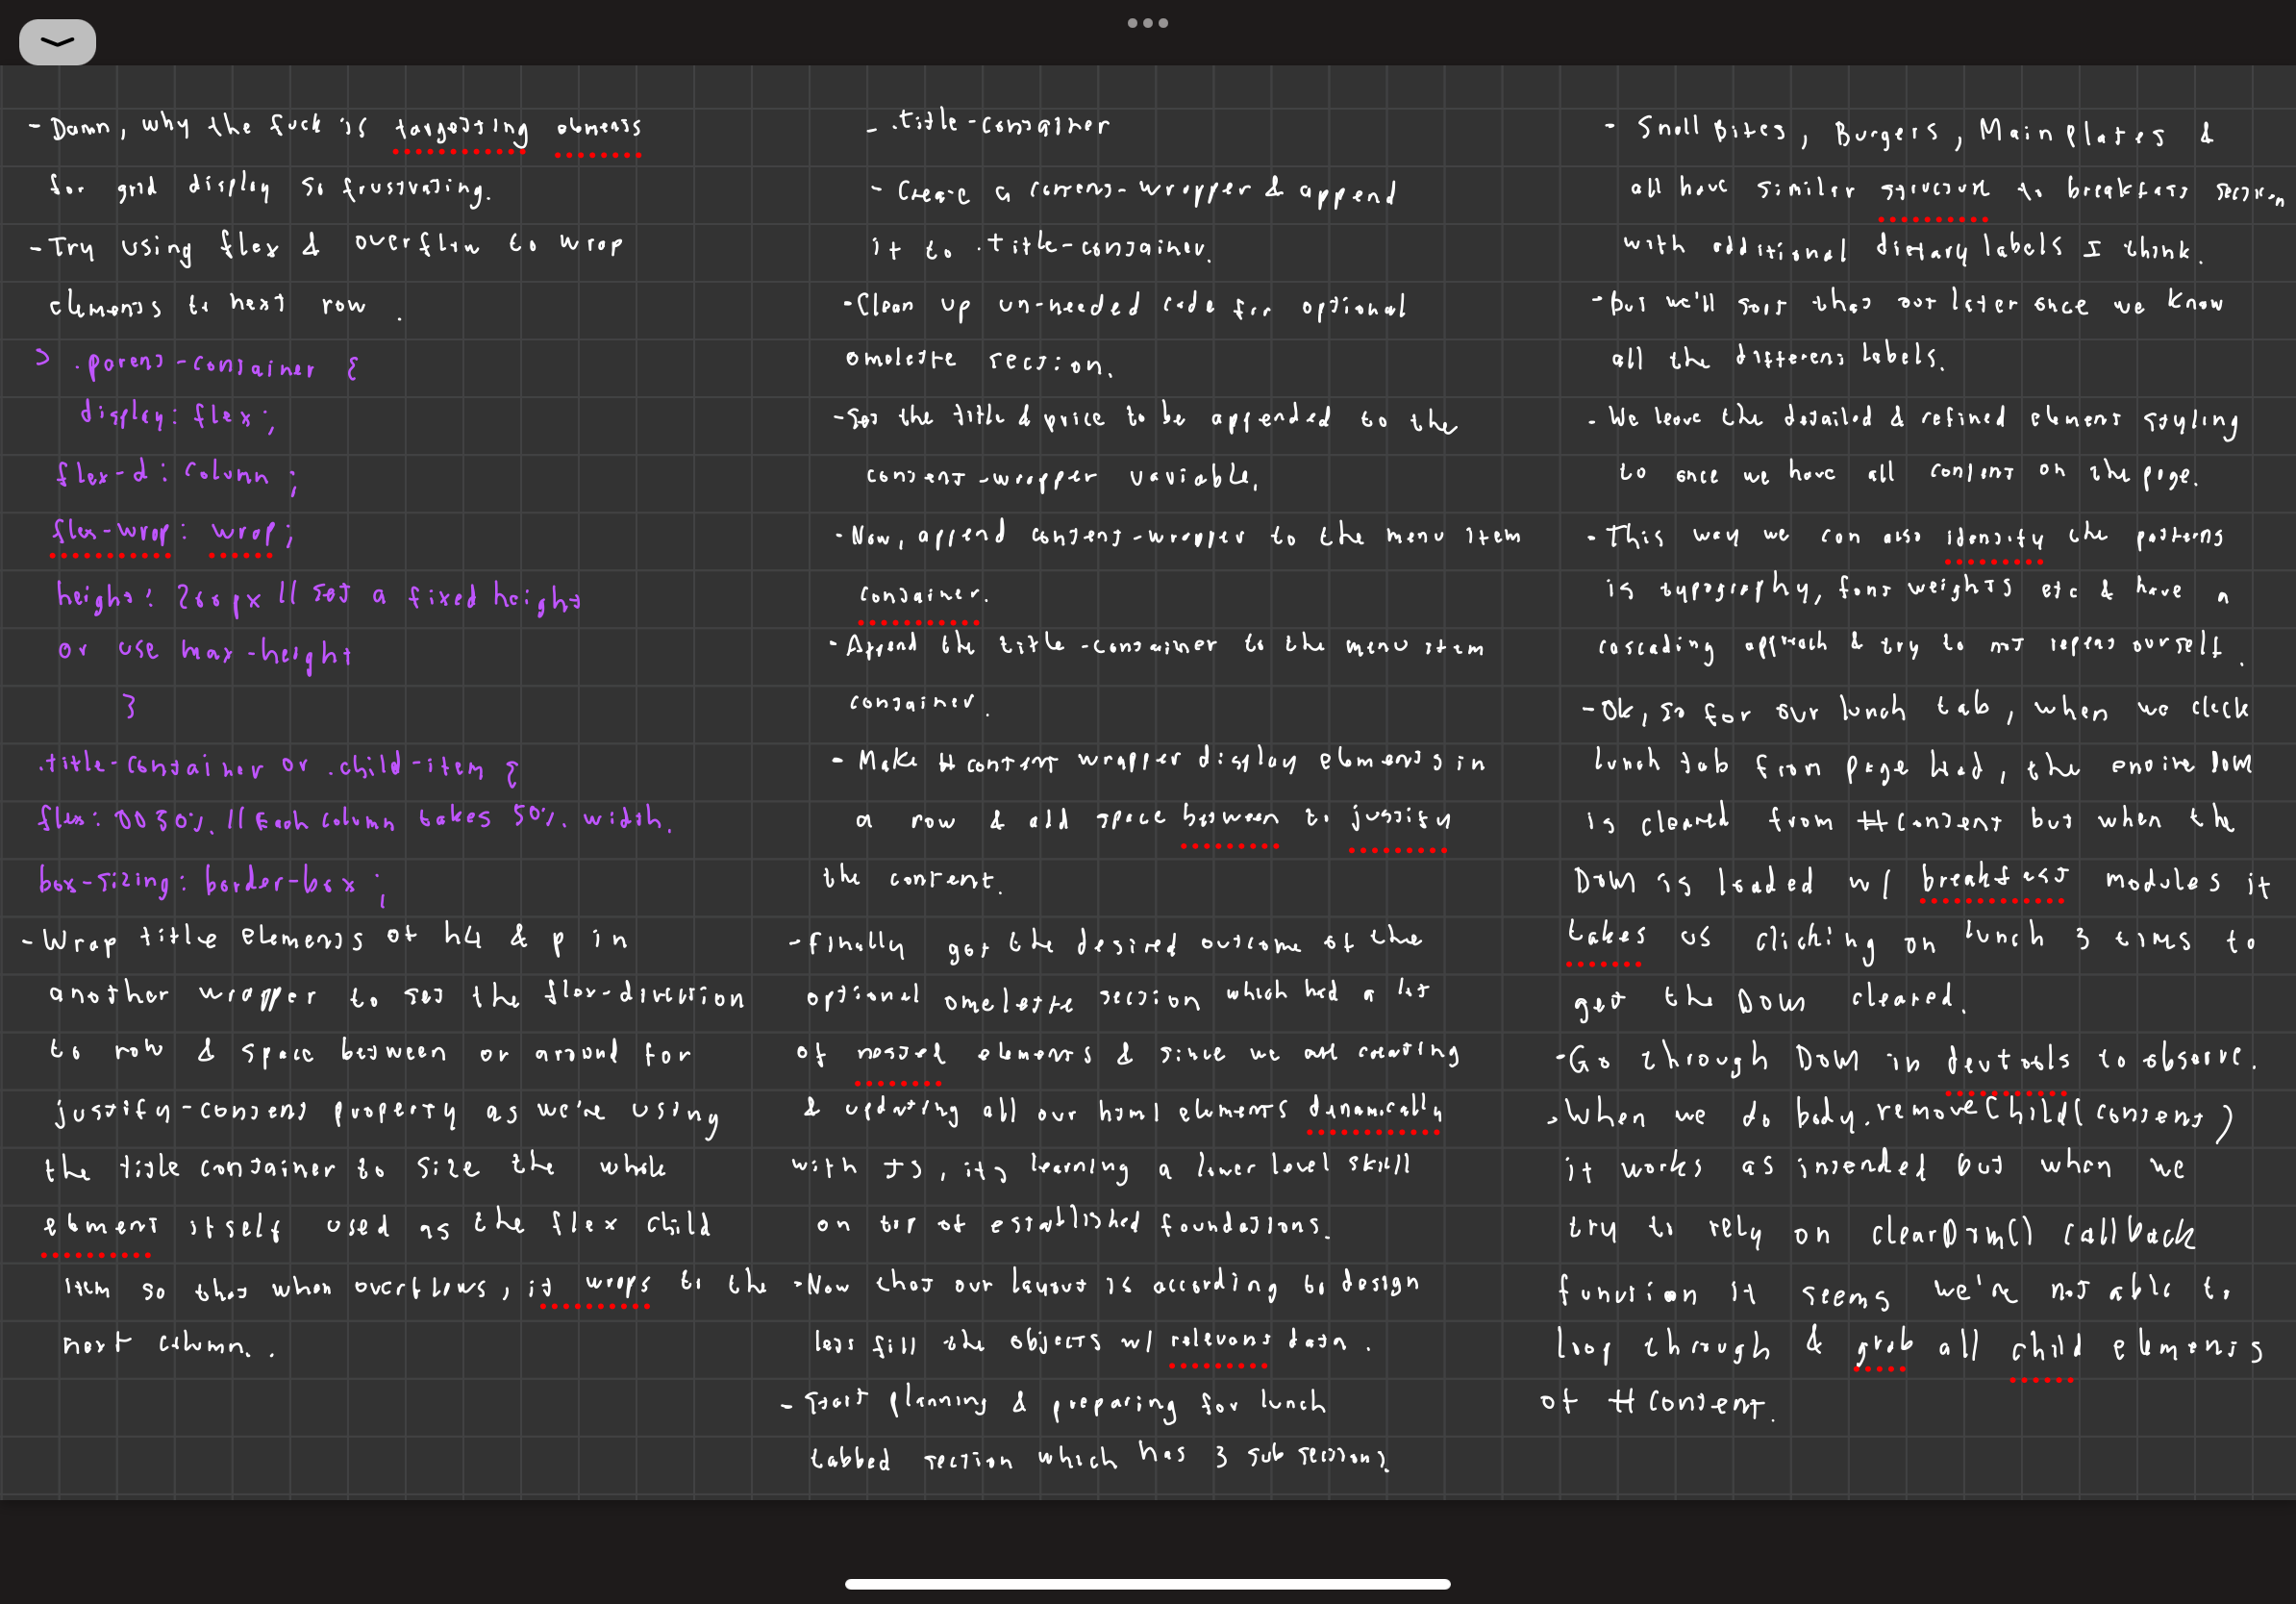 - Damn, why the fuck is targetting elements
for grid display so frustrating.
- Try using flex & overflow to wrap
elements to next row.
> .parent-container {
display: flex;
flex-d: column;
flex-wrap: wrap;
height: 200px // set a fixed height
or use max-height
}
.title-container or .child-item {
flex: 0 0 50%. // Each column takes 50%. width.
box-sizing: border-box;
- Wrap title elements of h4 & p in
another wrapper to set the flex-direction
to row & space between or around for
justify-content property as we're using
the title container to size the whole
element itself used as the flex child
item so that when overflows, it wraps to the
next column..
- .title-container
- Create a content-wrapper & append
it to .title-container.
- Clean up un-needed code for optional
omelette section.
- Set the title & price to be appended to the
content-wrapper variable.
- Now, append content-wrapper to the menu item
container.
- Append the title-container to the menu item
container.
- Make # content wrapper display elements in
a row & add space between to justify
the content.
- Finally got the desired outcome of the
optional omelette section which had a lot
of nested elements & since we are creating
& updating all our html elements dynamically
with JS, its learning a lower level skill
on top of established foundations.
- Now that our layout is according to design
lets fill the objects w/ relevant data.
- Start planning & preparing for lunch
tabbed section which has 3 sub sections.
- Small Bites, Burgers, Main plates &
all have similar structure to breakfast section
with additional dietary labels I think.
- But we'll sort that out later once we know
all the different labels.
- We leave the detailed & refined element styling
to once we have all content on the page.
- This way we can also identify the patterns
is typography, font weights etc & have a
cascading approach & try to not repeat ourself.
- Ok, so for our lunch tab, when we click
lunch tab from page load, the entire DOM
is cleared from #content but when the
DOM is loaded w/ breakfast modules it
takes us clicking on lunch 3 times to
get the DOM cleared.
- Go through DOM in devtools to observe.
> When we do body.removeChild(content)
it works as intended but when we
try to rely on clearDom() callback
function it seems we're not able to
loop through & grab all child elements
of #content.